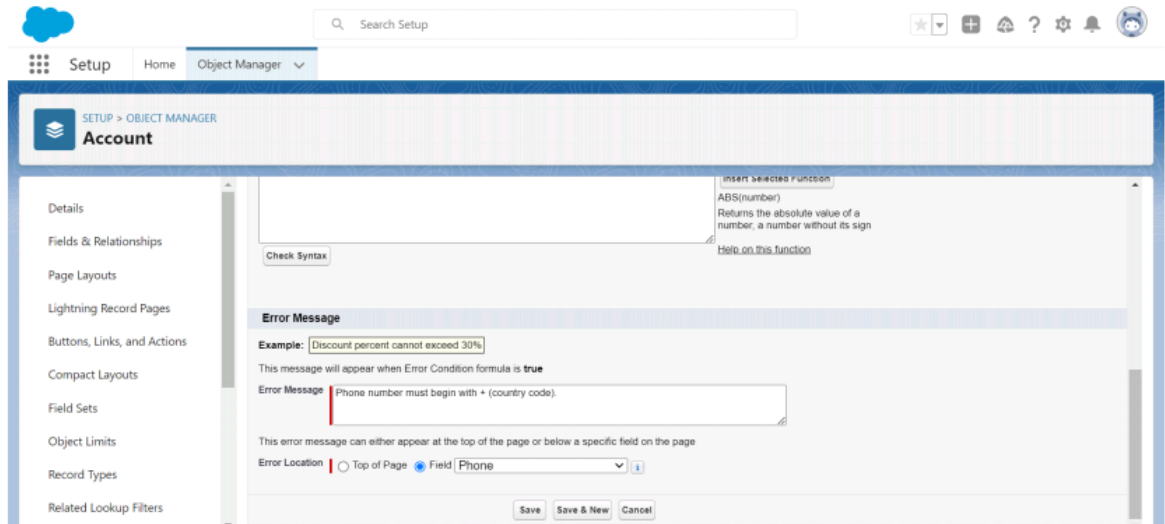 Search Setup
Setup Home Object Manager
SETUP > OBJECT MANAGER
Account
Details
Fields & Relationships
Page Layouts
Lightning Record Pages
Buttons, Links, and Actions
Compact Layouts
Field Sets
Object Limits
Record Types
Related Lookup Filters
Insert Selected Function
ABS(number)
Returns the absolute value of a
number, a number without its sign
Help on this function
Check Syntax
Error Message
Example: Discount percent cannot exceed 30%
This message will appear when Error Condition formula is true
Error Message Phone number must begin with + (country code).
This error message can either appear at the top of the page or below a specific field on the page
Error Location Top of Page Field Phone i
Save Save & New Cancel